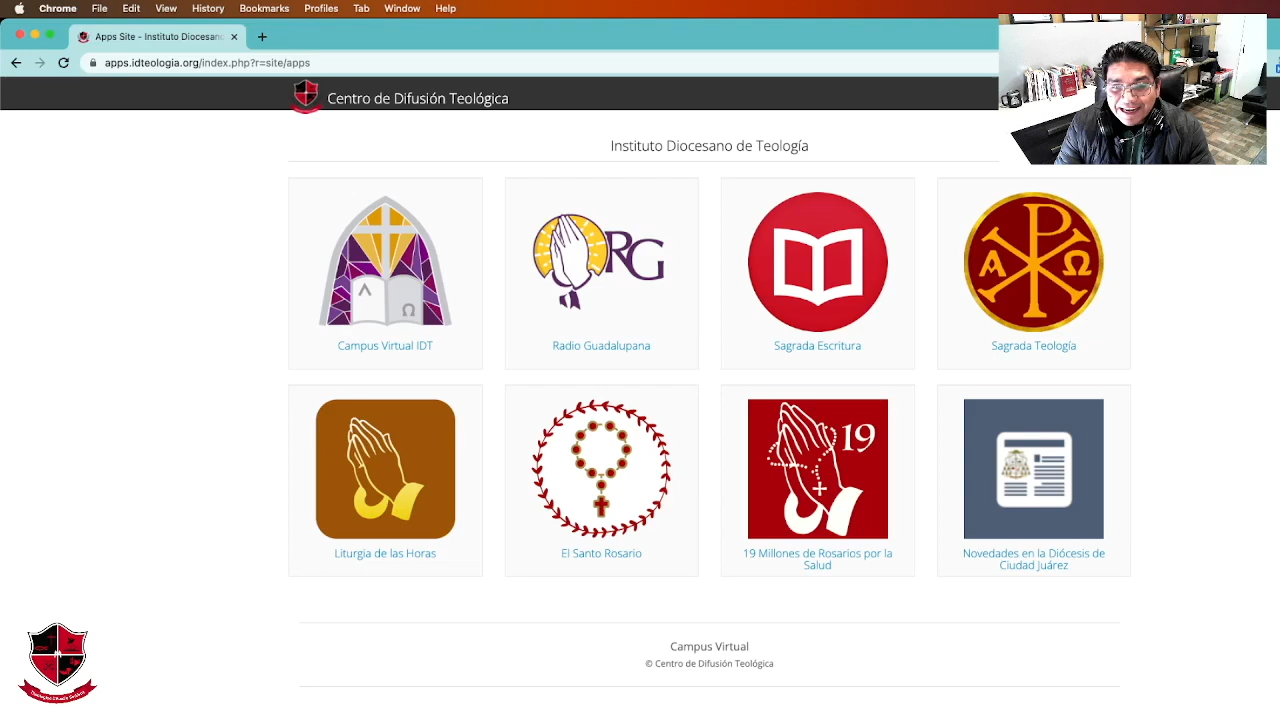 Chrome File Edit View History Bookmarks Profiles Tab Window Help
Apps Site - Instituto Diocesano
apps.idteologia.org/index.php?r=site/apps
Centro de Difusión Teológica
Instituto Diocesano de Teología
Λ Ω
RG
P Α Ω
Campus Virtual IDT
Radio Guadalupana
Sagrada Escritura
Sagrada Teología
19
Liturgia de las Horas
El Santo Rosario
19 Millones de Rosarios por la
Salud
Novedades en la Diócesis de
Ciudad Juárez
Campus Virtual
© Centro de Difusión Teológica